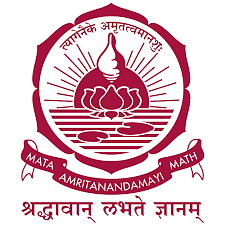 त्यागेनैके अमृतत्वमानशुः
MATA AMRITANANDAMAYI MATH
श्रद्धावान् लभते ज्ञानम्